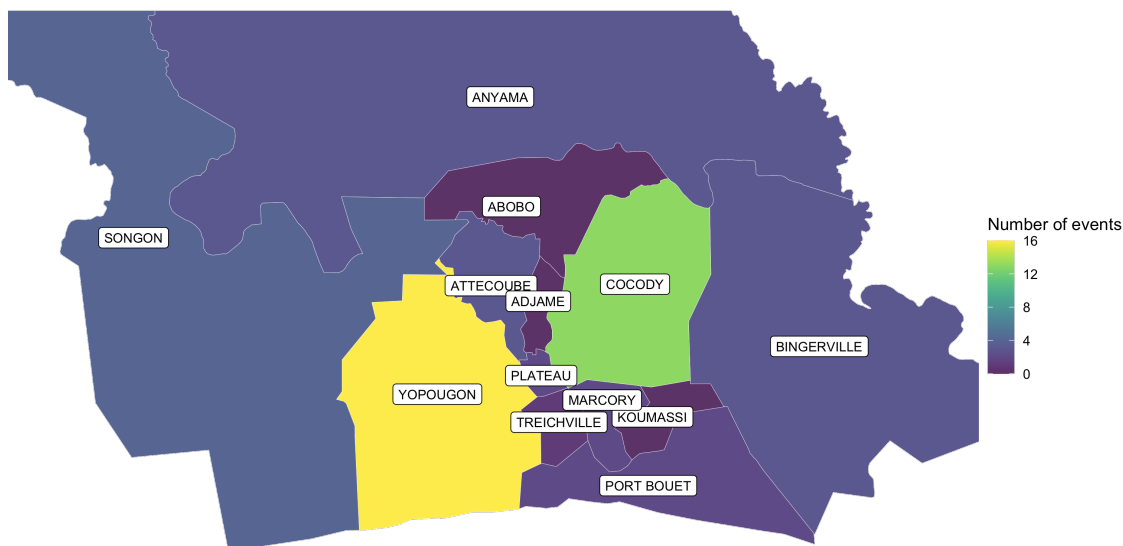 ANYAMA
ABOBO
SONGON
ATTECOUBE
ADJAME
COCODY
BINGERVILLE
PLATEAU
YOPOUGON
MARCORY
TREICHVILLE
KOUMASSI
PORT BOUET
Number of events
16
12
8
4
0